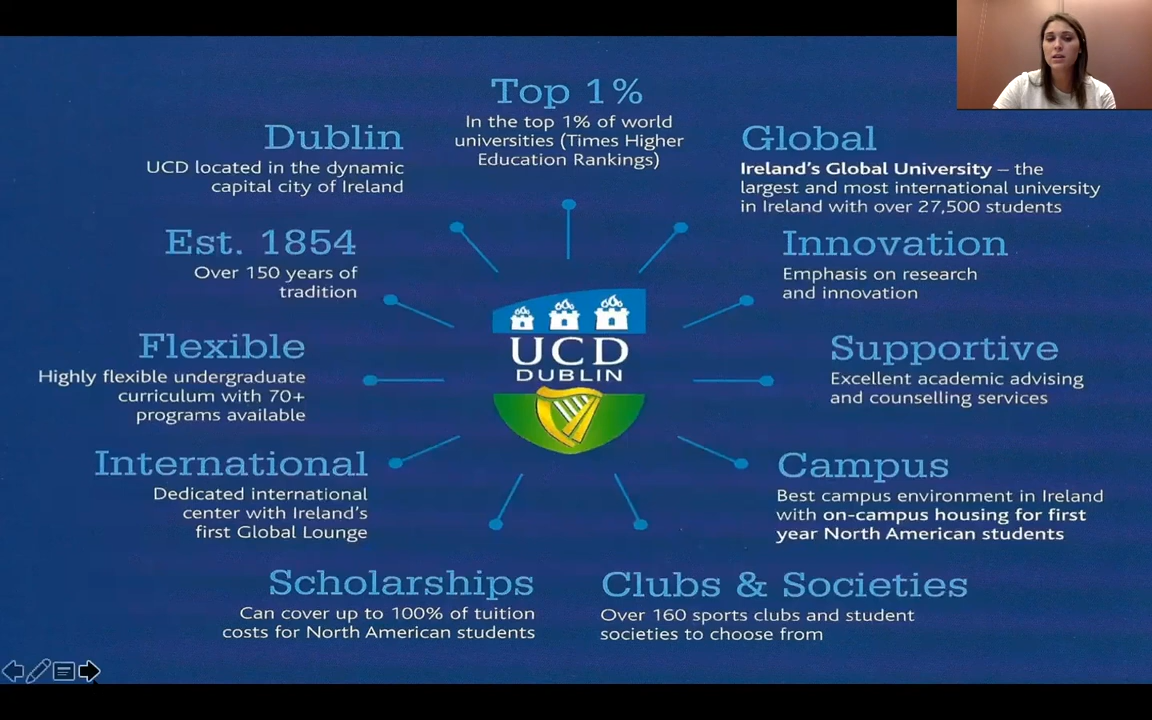 Top 1%
In the top 1% of world
universities (Times Higher
Education Rankings)
Dublin
UCD located in the dynamic
capital city of Ireland
Global
Ireland's Global University – the
largest and most international university
in Ireland with over 27,500 students
Est. 1854
Over 150 years of
tradition
Innovation
Emphasis on research
and innovation
UCD
DUBLIN
Flexible
Highly flexible undergraduate
curriculum with 70+
programs available
Supportive
Excellent academic advising
and counselling services
International
Dedicated international
center with Ireland's
first Global Lounge
Campus
Best campus environment in Ireland
with on-campus housing for first
year North American students
Scholarships
Can cover up to 100% of tuition
costs for North American students
Clubs & Societies
Over 160 sports clubs and student
societies to choose from